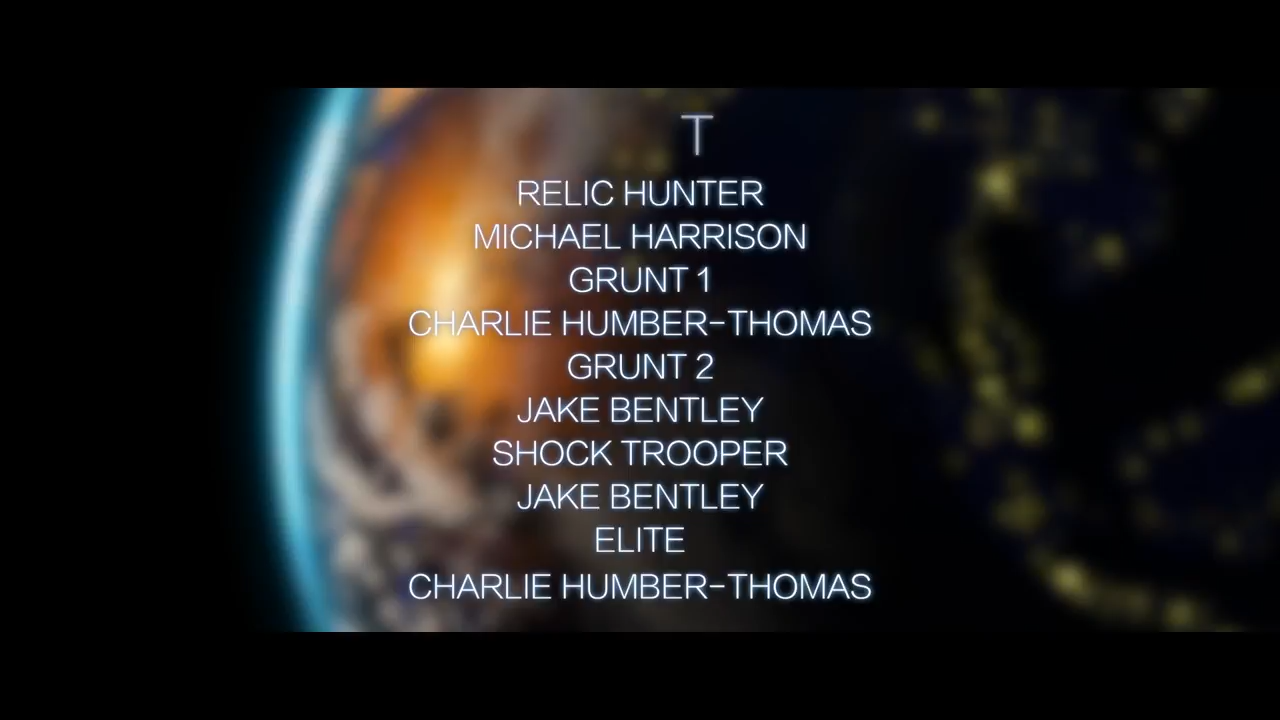 T
RELIC HUNTER
MICHAEL HARRISON
GRUNT 1
CHARLIE HUMBER-THOMAS
GRUNT 2
JAKE BENTLEY
SHOCK TROOPER
JAKE BENTLEY
ELITE
CHARLIE HUMBER-THOMAS